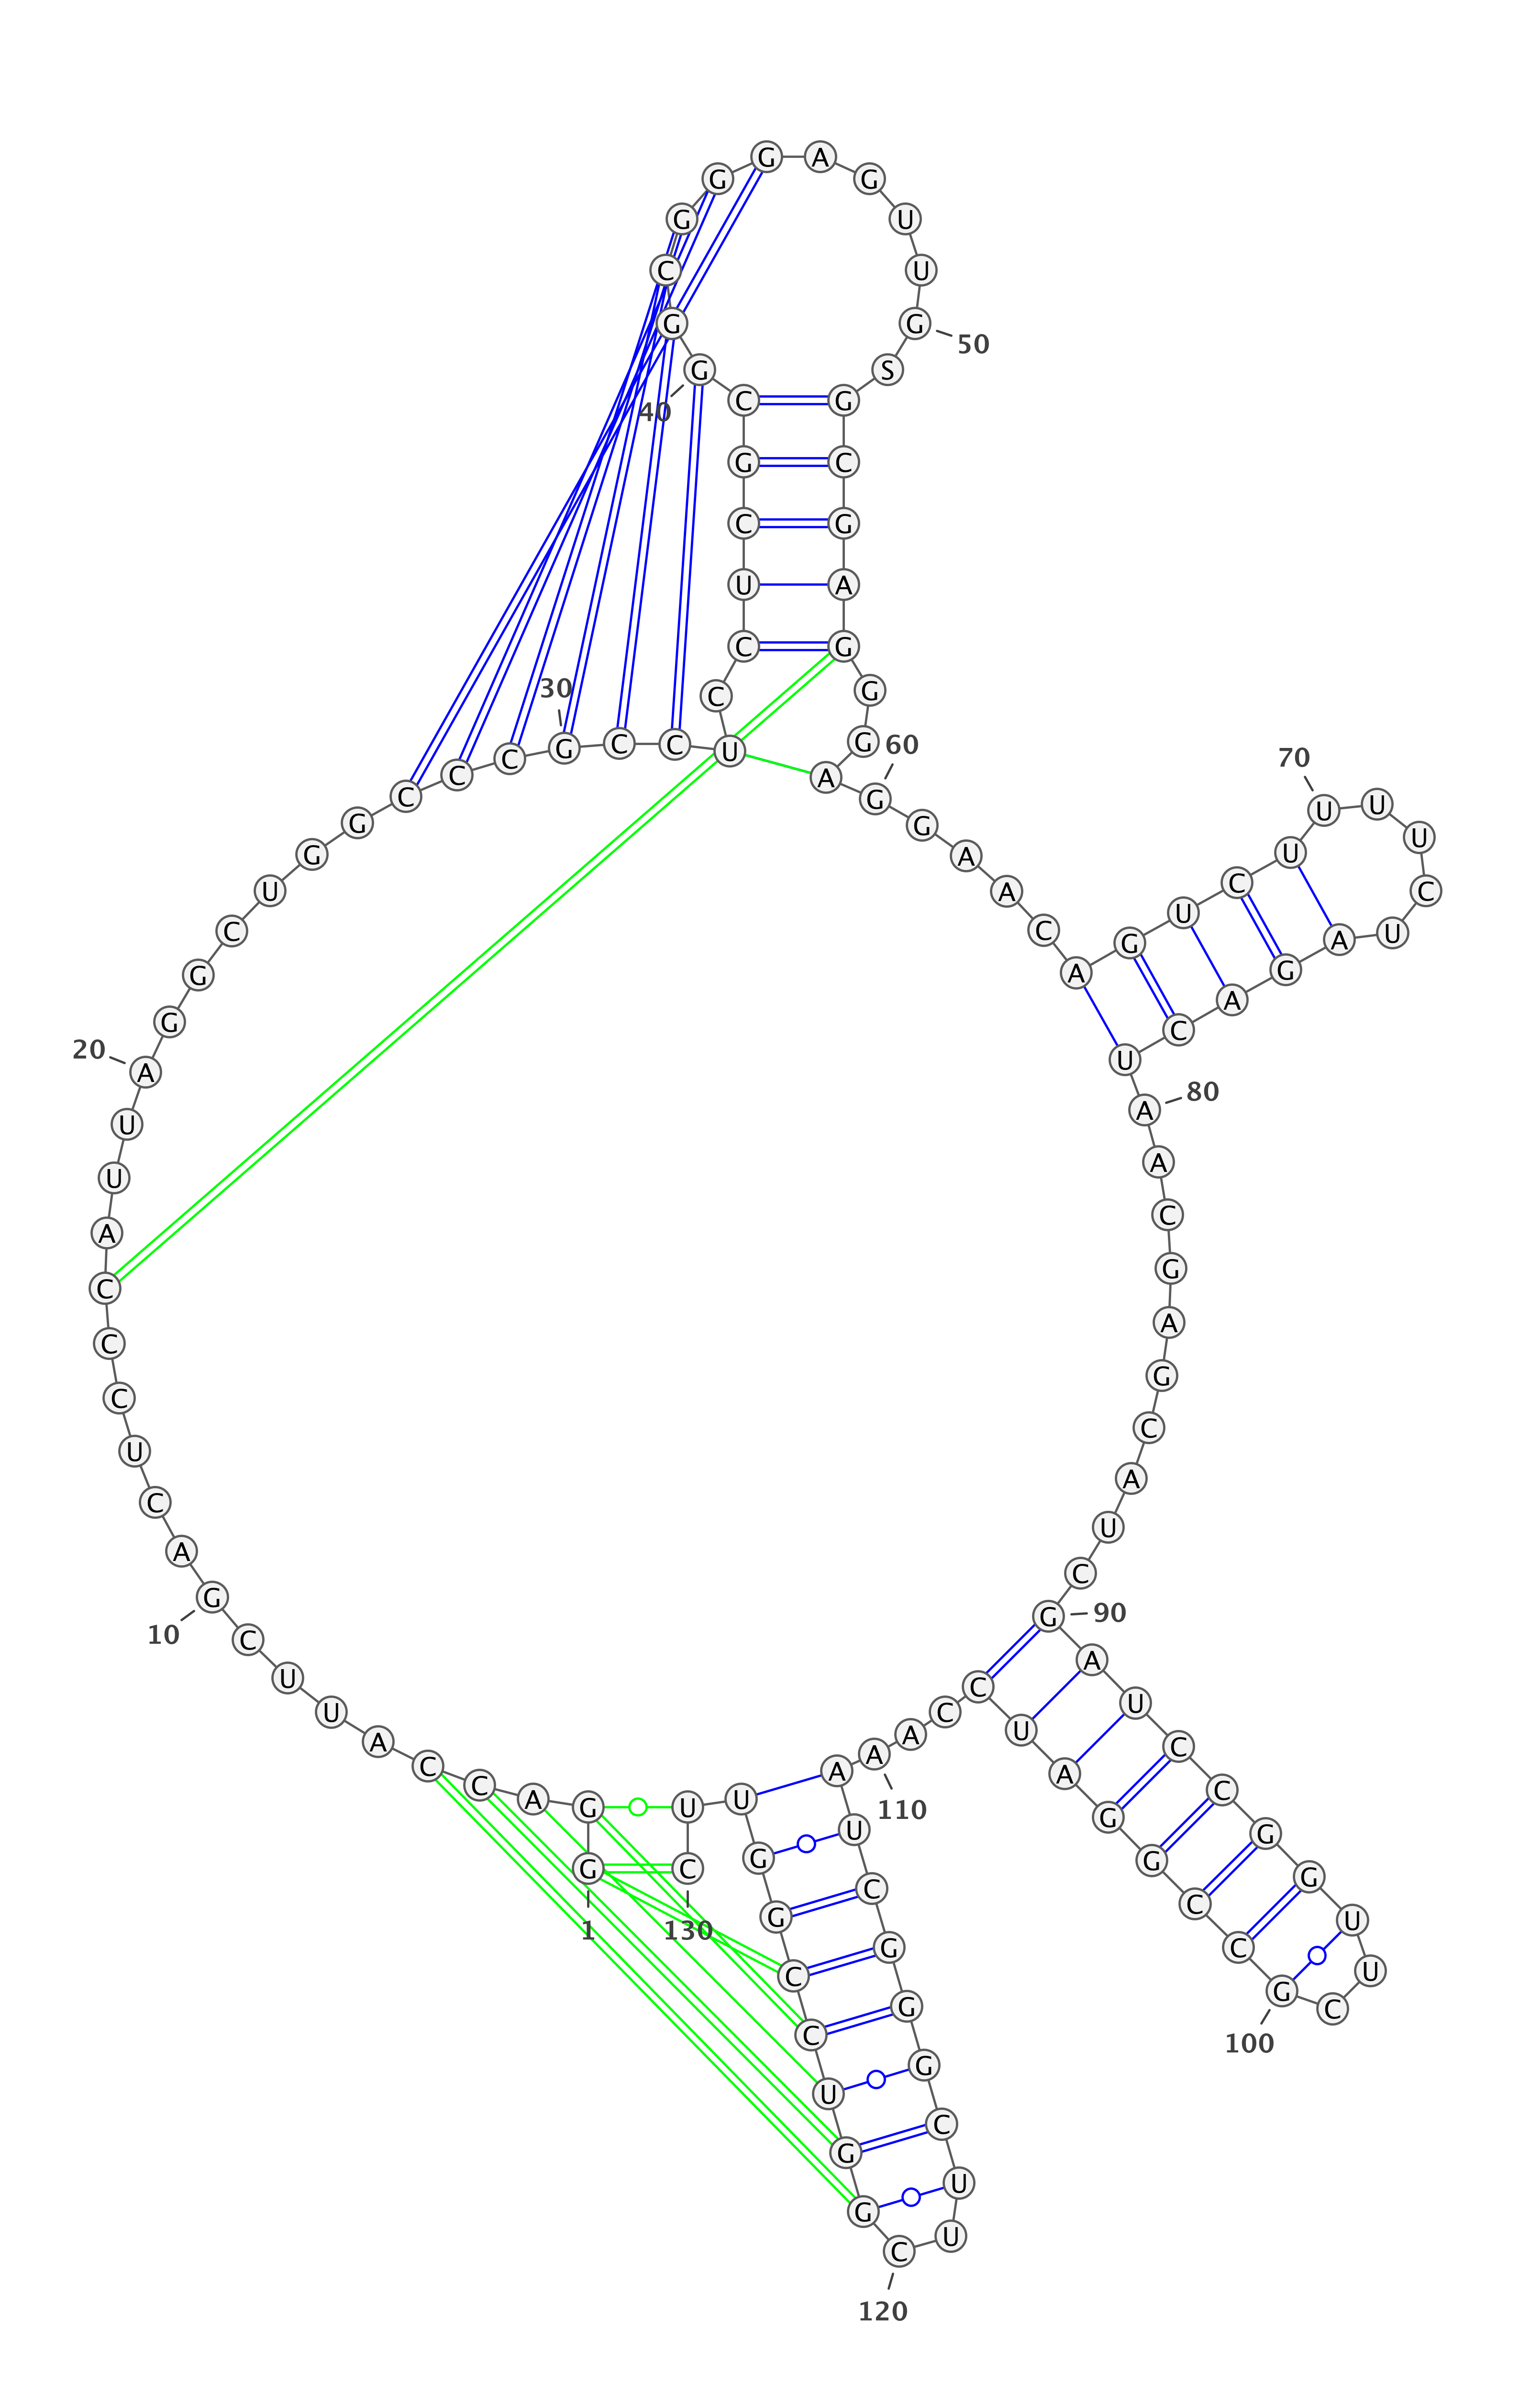 1
G G A C C A U U C G
10
A C U C C C A U U A
20
G G C U G G C C C G
30
C C U C C U C G C G
40
G C G G G A G U U G
50
S G C G A G G G A G
60
G A A C A G U C U U
70
U U C U A G A C U A
80
A C G A G C A U C G
90
A U C C G G U U C G
100
C C G G A U C C A A
110
A U C G G G C U U C
120
G G U C C G G U U C
130